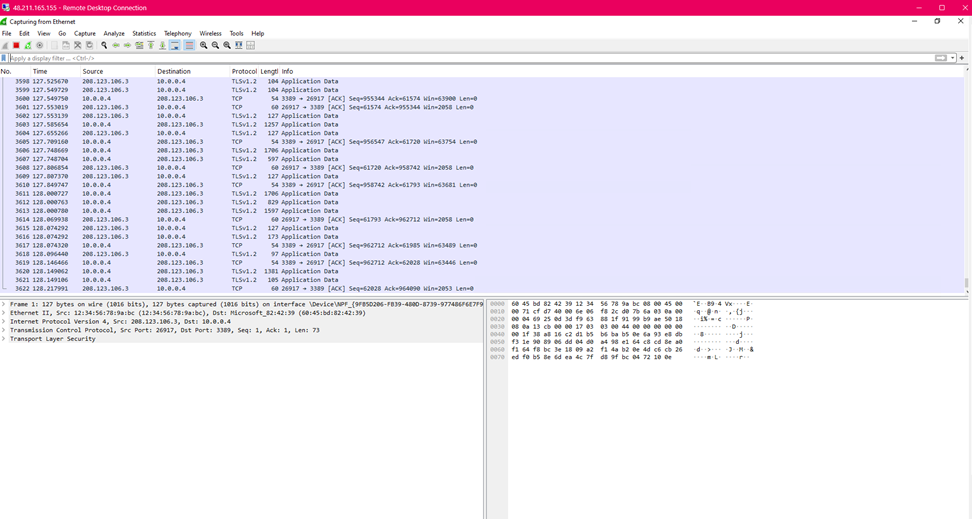 48.211.165.155 - Remote Desktop Connection
Capturing from Ethernet
File Edit View Go Capture Analyze Statistics Telephony Wireless Tools Help
Apply a display filter ... <Ctrl-/>
No. Time Source Destination Protocol Lengtl Info
3598 127.525670 208.123.106.3 10.0.0.4 TLSv1.2 104 Application Data
3599 127.549729 208.123.106.3 10.0.0.4 TLSv1.2 104 Application Data
3600 127.549750 10.0.0.4 208.123.106.3 TCP 54 3389 → 26917 [ACK] Seq=955344 Ack=61574 Win=63900 Len=0
3601 127.553019 208.123.106.3 10.0.0.4 TCP 60 26917 → 3389 [ACK] Seq=61574 Ack=955344 Win=2058 Len=0
3602 127.553139 10.0.0.4 208.123.106.3 TLSv1.2 127 Application Data
3603 127.585654 10.0.0.4 208.123.106.3 TLSv1.2 1257 Application Data
3604 127.655266 208.123.106.3 10.0.0.4 TLSv1.2 127 Application Data
3605 127.709160 10.0.0.4 208.123.106.3 TCP 54 3389 → 26917 [ACK] Seq=956547 Ack=61720 Win=63754 Len=0
3606 127.748669 10.0.0.4 208.123.106.3 TLSv1.2 1706 Application Data
3607 127.748704 10.0.0.4 208.123.106.3 TLSv1.2 597 Application Data
3608 127.806854 208.123.106.3 10.0.0.4 TCP 60 26917 → 3389 [ACK] Seq=61720 Ack=958742 Win=2058 Len=0
3609 127.807370 208.123.106.3 10.0.0.4 TLSv1.2 127 Application Data
3610 127.849747 10.0.0.4 208.123.106.3 TCP 54 3389 → 26917 [ACK] Seq=958742 Ack=61793 Win=63681 Len=0
3611 128.000727 10.0.0.4 208.123.106.3 TLSv1.2 1706 Application Data
3612 128.000763 10.0.0.4 208.123.106.3 TLSv1.2 829 Application Data
3613 128.000780 10.0.0.4 208.123.106.3 TLSv1.2 1597 Application Data
3614 128.069938 208.123.106.3 10.0.0.4 TCP 60 26917 → 3389 [ACK] Seq=61793 Ack=962712 Win=2058 Len=0
3615 128.074292 208.123.106.3 10.0.0.4 TLSv1.2 127 Application Data
3616 128.074292 208.123.106.3 10.0.0.4 TLSv1.2 173 Application Data
3617 128.074320 10.0.0.4 208.123.106.3 TCP 54 3389 → 26917 [ACK] Seq=962712 Ack=61985 Win=63489 Len=0
3618 128.096440 208.123.106.3 10.0.0.4 TLSv1.2 97 Application Data
3619 128.146466 10.0.0.4 208.123.106.3 TCP 54 3389 → 26917 [ACK] Seq=962712 Ack=62028 Win=63446 Len=0
3620 128.149062 10.0.0.4 208.123.106.3 TLSv1.2 1381 Application Data
3621 128.149106 10.0.0.4 208.123.106.3 TLSv1.2 105 Application Data
3622 128.217991 208.123.106.3 10.0.0.4 TCP 60 26917 → 3389 [ACK] Seq=62028 Ack=964090 Win=2053 Len=0
Frame 1: 127 bytes on wire (1016 bits), 127 bytes captured (1016 bits) on interface \Device\NPF_{9FB5D206-FB39-480D-8739-977486F6E7F9
Ethernet II, Src: 12:34:56:78:9a:bc (12:34:56:78:9a:bc), Dst: Microsoft_82:42:39 (60:45:bd:82:42:39)
Internet Protocol Version 4, Src: 208.123.106.3, Dst: 10.0.0.4
Transmission Control Protocol, Src Port: 26917, Dst Port: 3389, Seq: 1, Ack: 1, Len: 73
Transport Layer Security
0000 60 45 bd 82 42 39 12 34 56 78 9a bc 08 00 45 00
0010 00 71 cf d7 40 00 6e 06 f8 2c d0 7b 6a 03 0a 00
0020 00 04 69 25 0d 3d f9 63 88 1f 91 99 b9 ae 50 18
0030 08 0a 13 cb 00 00 17 03 03 00 44 00 00 00 00 00
0040 00 1f 38 a8 16 c2 d1 b5 b6 ba b5 0e 6a 93 e8 db
0050 f3 1e 90 89 06 dd 04 d0 a4 98 e1 64 c8 cd 8e a0
0060 f1 64 f8 bc 3e 18 09 a2 f1 4a b2 0e 4d c6 cb 26
0070 ed f0 b5 8e 6d ea 4c 7f d8 9f bc 04 72 10 0e